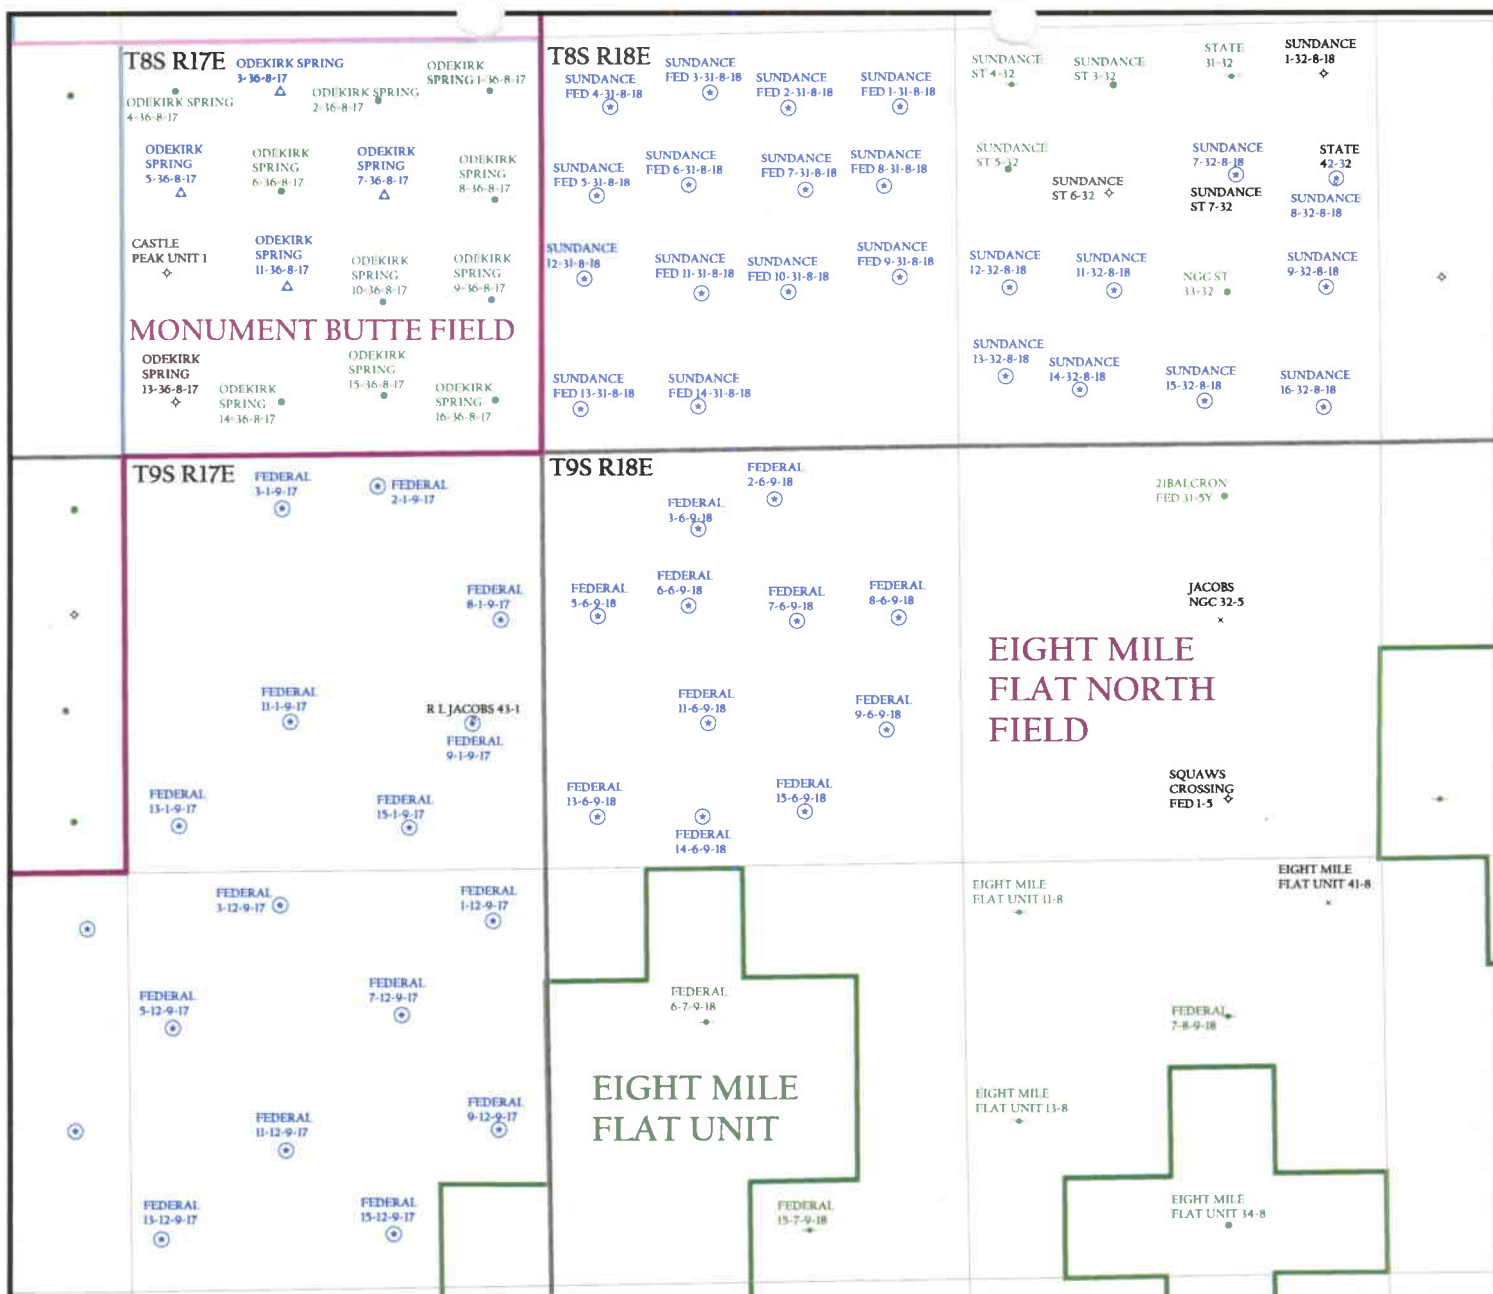 T8S R17E
ODEKIRK SPRING
3-36-8-17
ODEKIRK
SPRING 1-36-8-17
ODEKIRK SPRING
4-36-8-17
ODEKIRK SPRING
2-36-8-17
ODEKIRK
SPRING
5-36-8-17
ODEKIRK
SPRING
6-36-8-17
ODEKIRK
SPRING
7-36-8-17
ODEKIRK
SPRING
8-36-8-17
CASTLE
PEAK UNIT 1
ODEKIRK
SPRING
11-36-8-17
ODEKIRK
SPRING
10-36-8-17
ODEKIRK
SPRING
9-36-8-17
MONUMENT BUTTE FIELD
ODEKIRK
SPRING
13-36-8-17
ODEKIRK
SPRING
14-36-8-17
ODEKIRK
SPRING
15-36-8-17
ODEKIRK
SPRING
16-36-8-17
T8S R18E
SUNDANCE
FED 4-31-8-18
SUNDANCE
FED 3-31-8-18
SUNDANCE
FED 2-31-8-18
SUNDANCE
FED 1-31-8-18
SUNDANCE
FED 5-31-8-18
SUNDANCE
FED 6-31-8-18
SUNDANCE
FED 7-31-8-18
SUNDANCE
FED 8-31-8-18
SUNDANCE
12-31-8-18
SUNDANCE
FED 11-31-8-18
SUNDANCE
FED 10-31-8-18
SUNDANCE
FED 9-31-8-18
SUNDANCE
FED 13-31-8-18
SUNDANCE
FED 14-31-8-18
SUNDANCE
ST 4-32
SUNDANCE
ST 3-32
STATE
31-32
SUNDANCE
1-32-8-18
SUNDANCE
ST 5-32
SUNDANCE
ST 6-32
SUNDANCE
7-32-8-18
SUNDANCE
ST 7-32
STATE
42-32
SUNDANCE
8-32-8-18
SUNDANCE
12-32-8-18
SUNDANCE
11-32-8-18
NGC ST
33-32
SUNDANCE
9-32-8-18
SUNDANCE
13-32-8-18
SUNDANCE
14-32-8-18
SUNDANCE
15-32-8-18
SUNDANCE
16-32-8-18
T9S R17E
FEDERAL
3-1-9-17
FEDERAL
2-1-9-17
FEDERAL
8-1-9-17
FEDERAL
11-1-9-17
R L JACOBS 43-1
FEDERAL
9-1-9-17
FEDERAL
13-1-9-17
FEDERAL
15-1-9-17
T9S R18E
FEDERAL
2-6-9-18
FEDERAL
3-6-9-18
FEDERAL
5-6-9-18
FEDERAL
6-6-9-18
FEDERAL
7-6-9-18
FEDERAL
8-6-9-18
FEDERAL
11-6-9-18
FEDERAL
9-6-9-18
FEDERAL
13-6-9-18
FEDERAL
15-6-9-18
FEDERAL
14-6-9-18
21BALCRON
FED 31-5Y
JACOBS
NGC 32-5
EIGHT MILE
FLAT NORTH
FIELD
SQUAWS
CROSSING
FED 1-5
FEDERAL
3-12-9-17
FEDERAL
1-12-9-17
FEDERAL
5-12-9-17
FEDERAL
7-12-9-17
FEDERAL
11-12-9-17
FEDERAL
9-12-9-17
FEDERAL
13-12-9-17
FEDERAL
15-12-9-17
FEDERAL
6-7-9-18
EIGHT MILE
FLAT UNIT
FEDERAL
15-7-9-18
EIGHT MILE
FLAT UNIT 11-8
EIGHT MILE
FLAT UNIT 41-8
FEDERAL
7-8-9-18
EIGHT MILE
FLAT UNIT 13-8
EIGHT MILE
FLAT UNIT 34-8